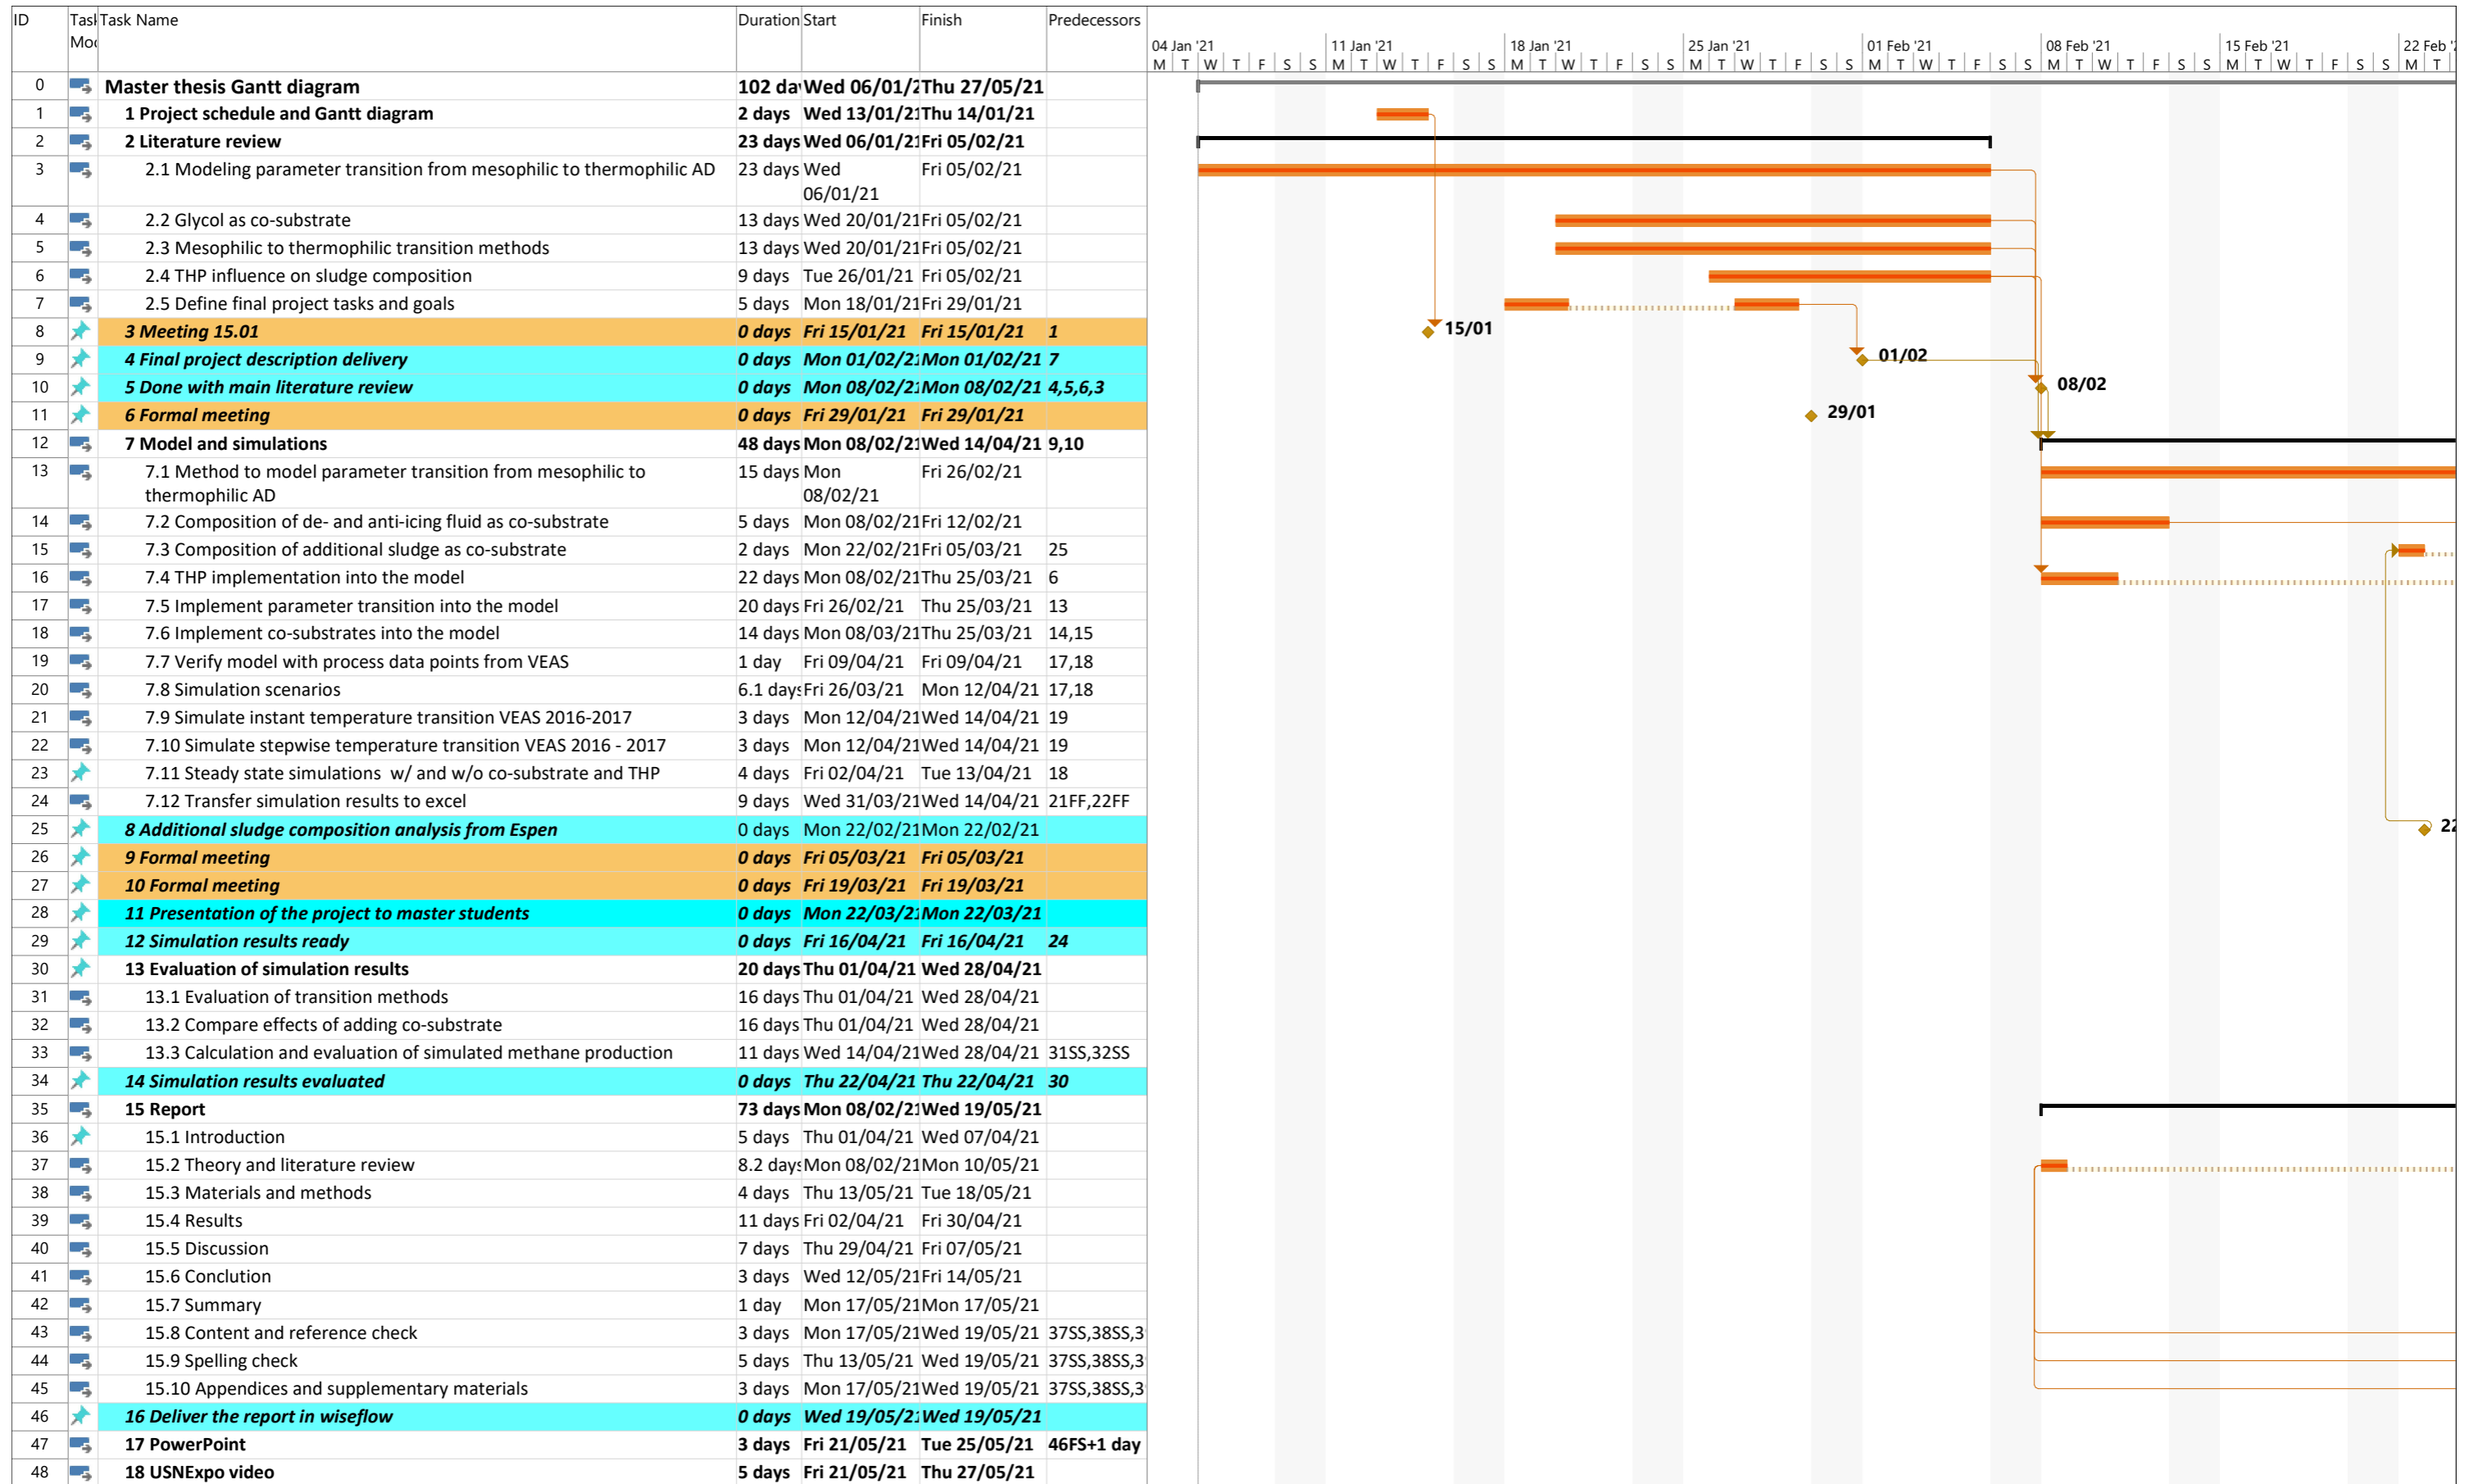 ID Task Task Name Duration Start Finish Predecessors
Mod
04 Jan '21 11 Jan '21 18 Jan '21 25 Jan '21 01 Feb '21 08 Feb '21 15 Feb '21 22 Feb '2
M T W T F S S M T W T F S S M T W T F S S M T W T F S S M T W T F S S M T W T F S S M T W T F S S M T
0 Master thesis Gantt diagram 102 day Wed 06/01/2 Thu 27/05/21
1 1 Project schedule and Gantt diagram 2 days Wed 13/01/21 Thu 14/01/21
2 2 Literature review 23 days Wed 06/01/21 Fri 05/02/21
3 2.1 Modeling parameter transition from mesophilic to thermophilic AD 23 days Wed Fri 05/02/21
06/01/21
4 2.2 Glycol as co-substrate 13 days Wed 20/01/21 Fri 05/02/21
5 2.3 Mesophilic to thermophilic transition methods 13 days Wed 20/01/21 Fri 05/02/21
6 2.4 THP influence on sludge composition 9 days Tue 26/01/21 Fri 05/02/21
7 2.5 Define final project tasks and goals 5 days Mon 18/01/21 Fri 29/01/21
8 3 Meeting 15.01 0 days Fri 15/01/21 Fri 15/01/21 1 15/01
9 4 Final project description delivery 0 days Mon 01/02/21 Mon 01/02/21 7 01/02
10 5 Done with main literature review 0 days Mon 08/02/21 Mon 08/02/21 4,5,6,3 08/02
11 6 Formal meeting 0 days Fri 29/01/21 Fri 29/01/21 29/01
12 7 Model and simulations 48 days Mon 08/02/21 Wed 14/04/21 9,10
13 7.1 Method to model parameter transition from mesophilic to 15 days Mon Fri 26/02/21
thermophilic AD 08/02/21
14 7.2 Composition of de- and anti-icing fluid as co-substrate 5 days Mon 08/02/21 Fri 12/02/21
15 7.3 Composition of additional sludge as co-substrate 2 days Mon 22/02/21 Fri 05/03/21 25
16 7.4 THP implementation into the model 22 days Mon 08/02/21 Thu 25/03/21 6
17 7.5 Implement parameter transition into the model 20 days Fri 26/02/21 Thu 25/03/21 13
18 7.6 Implement co-substrates into the model 14 days Mon 08/03/21 Thu 25/03/21 14,15
19 7.7 Verify model with process data points from VEAS 1 day Fri 09/04/21 Fri 09/04/21 17,18
20 7.8 Simulation scenarios 6.1 days Fri 26/03/21 Mon 12/04/21 17,18
21 7.9 Simulate instant temperature transition VEAS 2016-2017 3 days Mon 12/04/21 Wed 14/04/21 19
22 7.10 Simulate stepwise temperature transition VEAS 2016 - 2017 3 days Mon 12/04/21 Wed 14/04/21 19
23 7.11 Steady state simulations w/ and w/o co-substrate and THP 4 days Fri 02/04/21 Tue 13/04/21 18
24 7.12 Transfer simulation results to excel 9 days Wed 31/03/21 Wed 14/04/21 21FF,22FF
25 8 Additional sludge composition analysis from Espen 0 days Mon 22/02/21 Mon 22/02/21 22
26 9 Formal meeting 0 days Fri 05/03/21 Fri 05/03/21
27 10 Formal meeting 0 days Fri 19/03/21 Fri 19/03/21
28 11 Presentation of the project to master students 0 days Mon 22/03/21 Mon 22/03/21
29 12 Simulation results ready 0 days Fri 16/04/21 Fri 16/04/21 24
30 13 Evaluation of simulation results 20 days Thu 01/04/21 Wed 28/04/21
31 13.1 Evaluation of transition methods 16 days Thu 01/04/21 Wed 28/04/21
32 13.2 Compare effects of adding co-substrate 16 days Thu 01/04/21 Wed 28/04/21
33 13.3 Calculation and evaluation of simulated methane production 11 days Wed 14/04/21 Wed 28/04/21 31SS,32SS
34 14 Simulation results evaluated 0 days Thu 22/04/21 Thu 22/04/21 30
35 15 Report 73 days Mon 08/02/21 Wed 19/05/21
36 15.1 Introduction 5 days Thu 01/04/21 Wed 07/04/21
37 15.2 Theory and literature review 8.2 days Mon 08/02/21 Mon 10/05/21
38 15.3 Materials and methods 4 days Thu 13/05/21 Tue 18/05/21
39 15.4 Results 11 days Fri 02/04/21 Fri 30/04/21
40 15.5 Discussion 7 days Thu 29/04/21 Fri 07/05/21
41 15.6 Conclution 3 days Wed 12/05/21 Fri 14/05/21
42 15.7 Summary 1 day Mon 17/05/21 Mon 17/05/21
43 15.8 Content and reference check 3 days Mon 17/05/21 Wed 19/05/21 37SS,38SS,3
44 15.9 Spelling check 5 days Thu 13/05/21 Wed 19/05/21 37SS,38SS,3
45 15.10 Appendices and supplementary materials 3 days Mon 17/05/21 Wed 19/05/21 37SS,38SS,3
46 16 Deliver the report in wiseflow 0 days Wed 19/05/21 Wed 19/05/21
47 17 PowerPoint 3 days Fri 21/05/21 Tue 25/05/21 46FS+1 day
48 18 USNExpo video 5 days Fri 21/05/21 Thu 27/05/21